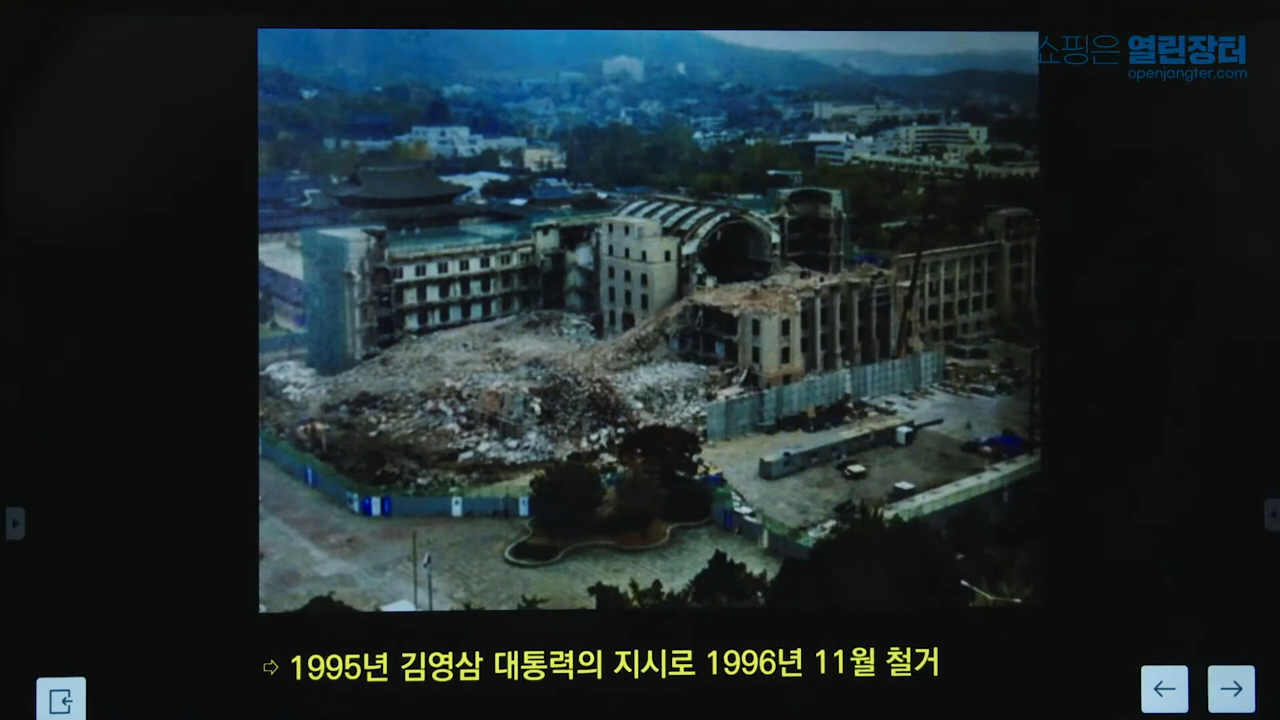 쇼핑은 열린장터
openjangter.com
⇨ 1995년 김영삼 대통령의 지시로 1996년 11월 철거